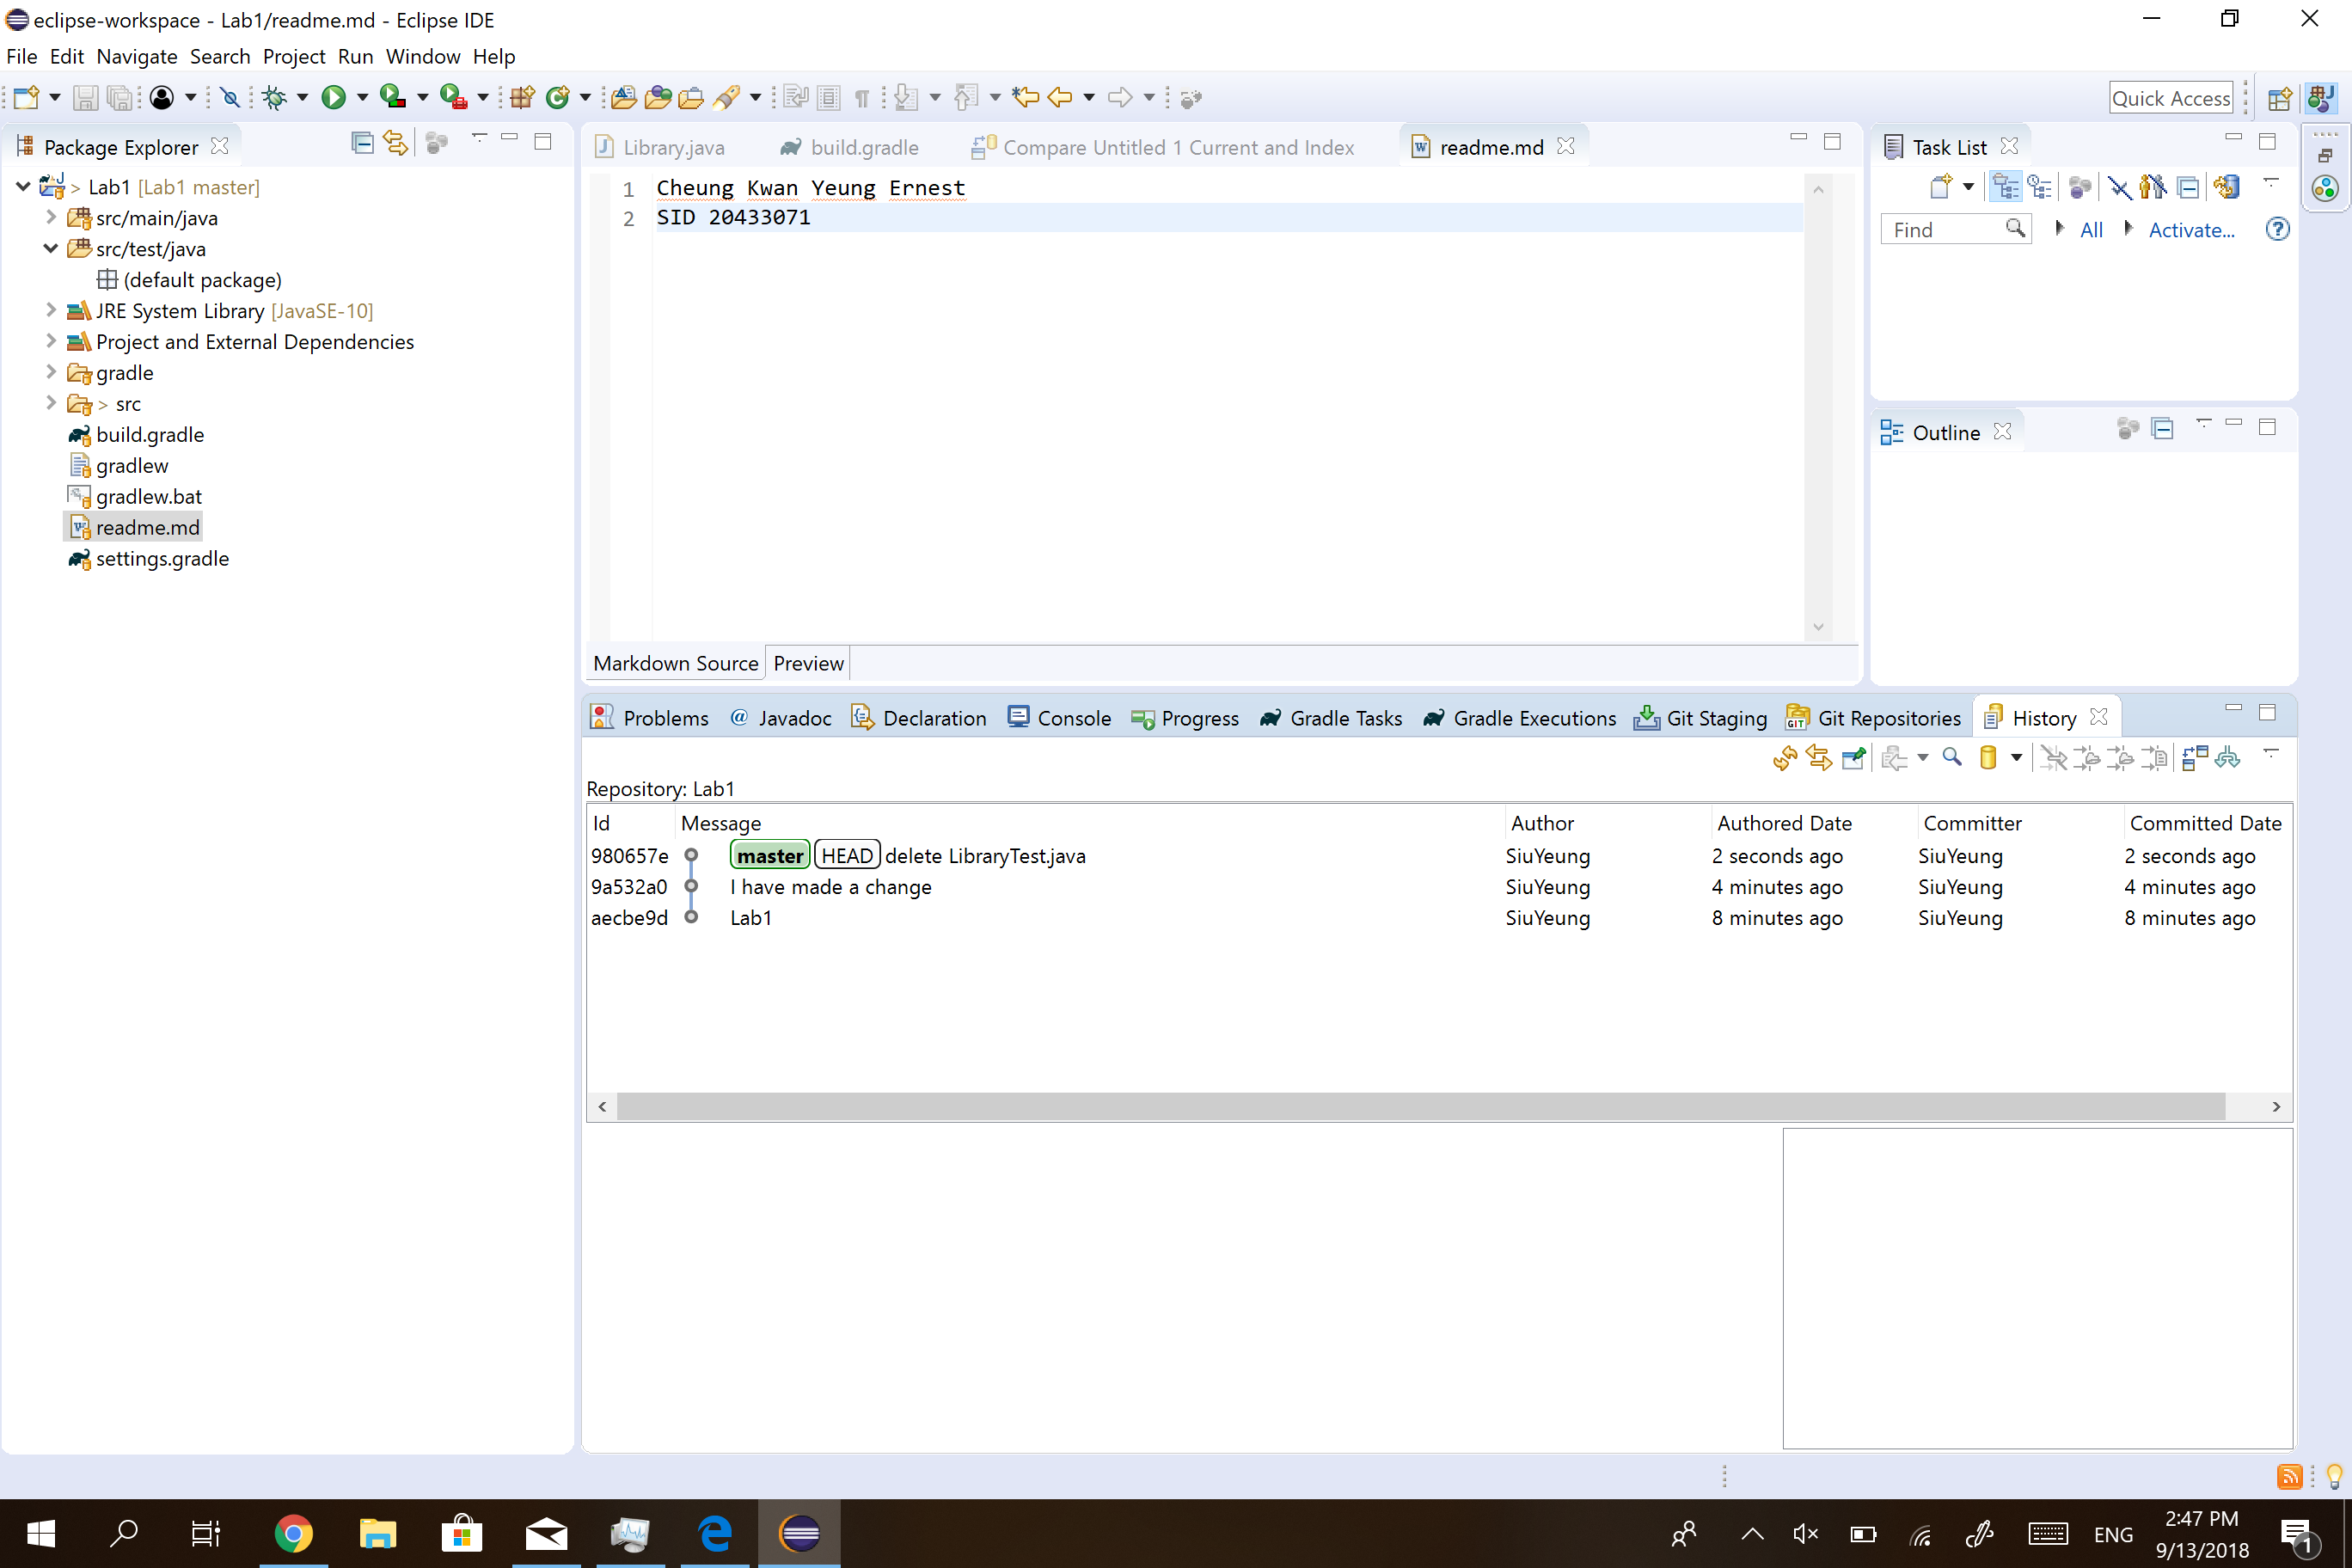 eclipse-workspace - Lab1/readme.md - Eclipse IDE
File Edit Navigate Search Project Run Window Help
Quick Access
Package Explorer
Lab1 [Lab1 master]
src/main/java
src/test/java
(default package)
JRE System Library [JavaSE-10]
Project and External Dependencies
gradle
> src
build.gradle
gradlew
gradlew.bat
readme.md
settings.gradle
Library.java build.gradle Compare Untitled 1 Current and Index readme.md
1 Cheung Kwan Yeung Ernest
2 SID 20433071
Markdown Source Preview
Task List
Find All Activate...
Outline
Problems @ Javadoc Declaration Console Progress Gradle Tasks Gradle Executions Git Staging Git Repositories History
Repository: Lab1
Id Message Author Authored Date Committer Committed Date
980657e master HEAD delete LibraryTest.java SiuYeung 2 seconds ago SiuYeung 2 seconds ago
9a532a0 I have made a change SiuYeung 4 minutes ago SiuYeung 4 minutes ago
aecbe9d Lab1 SiuYeung 8 minutes ago SiuYeung 8 minutes ago
ENG
2:47 PM
9/13/2018
1